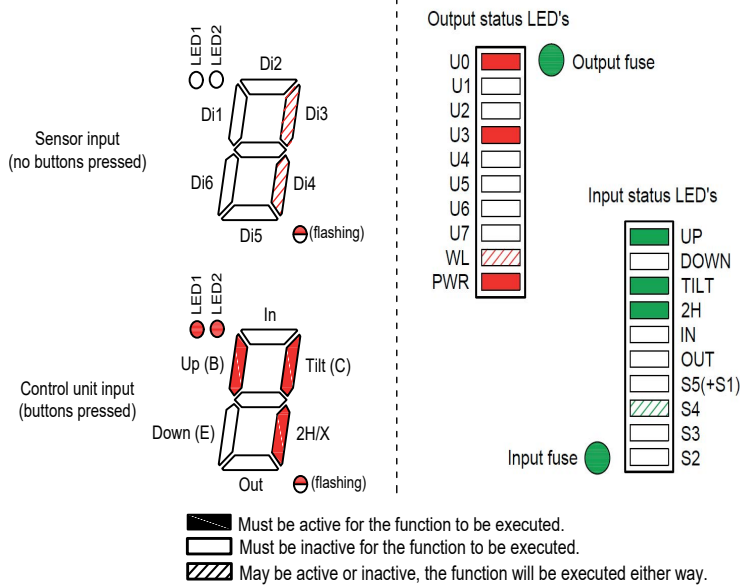 LED1
LED2
Di2
Di1
Di3
Sensor input
(no buttons pressed)
Di6
Di4
Di5
(flashing)
LED1
LED2
In
Up (B)
Tilt (C)
Control unit input
(buttons pressed)
Down (E)
2H/X
Out
(flashing)
Output status LED's
U0
Output fuse
U1
U2
U3
U4
U5
U6
U7
WL
PWR
Input status LED's
UP
DOWN
TILT
2H
IN
OUT
S5(+S1)
S4
S3
Input fuse
S2
Must be active for the function to be executed.
Must be inactive for the function to be executed.
May be active or inactive, the function will be executed either way.